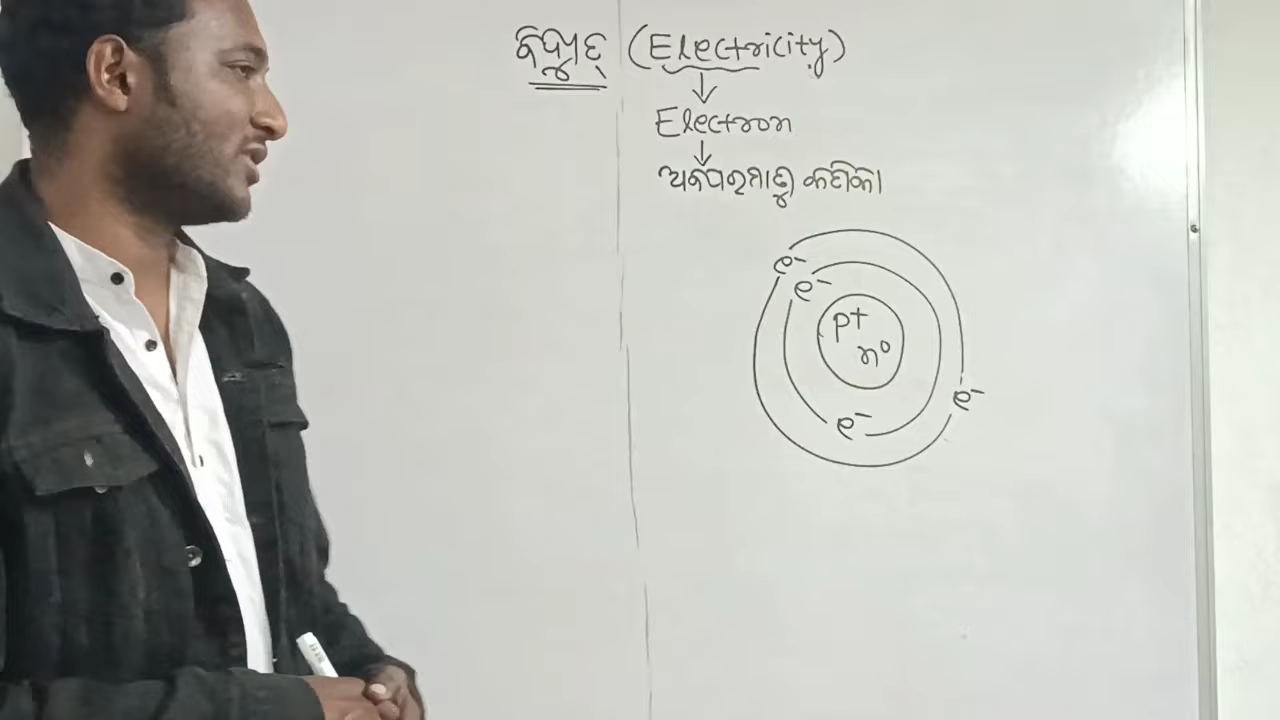 ବିଦ୍ୟୁତ୍ (Electricity)
Electron
ଅବପରମାଣୁ କଣିକା
e-
e-
p+
n0
e-
e-